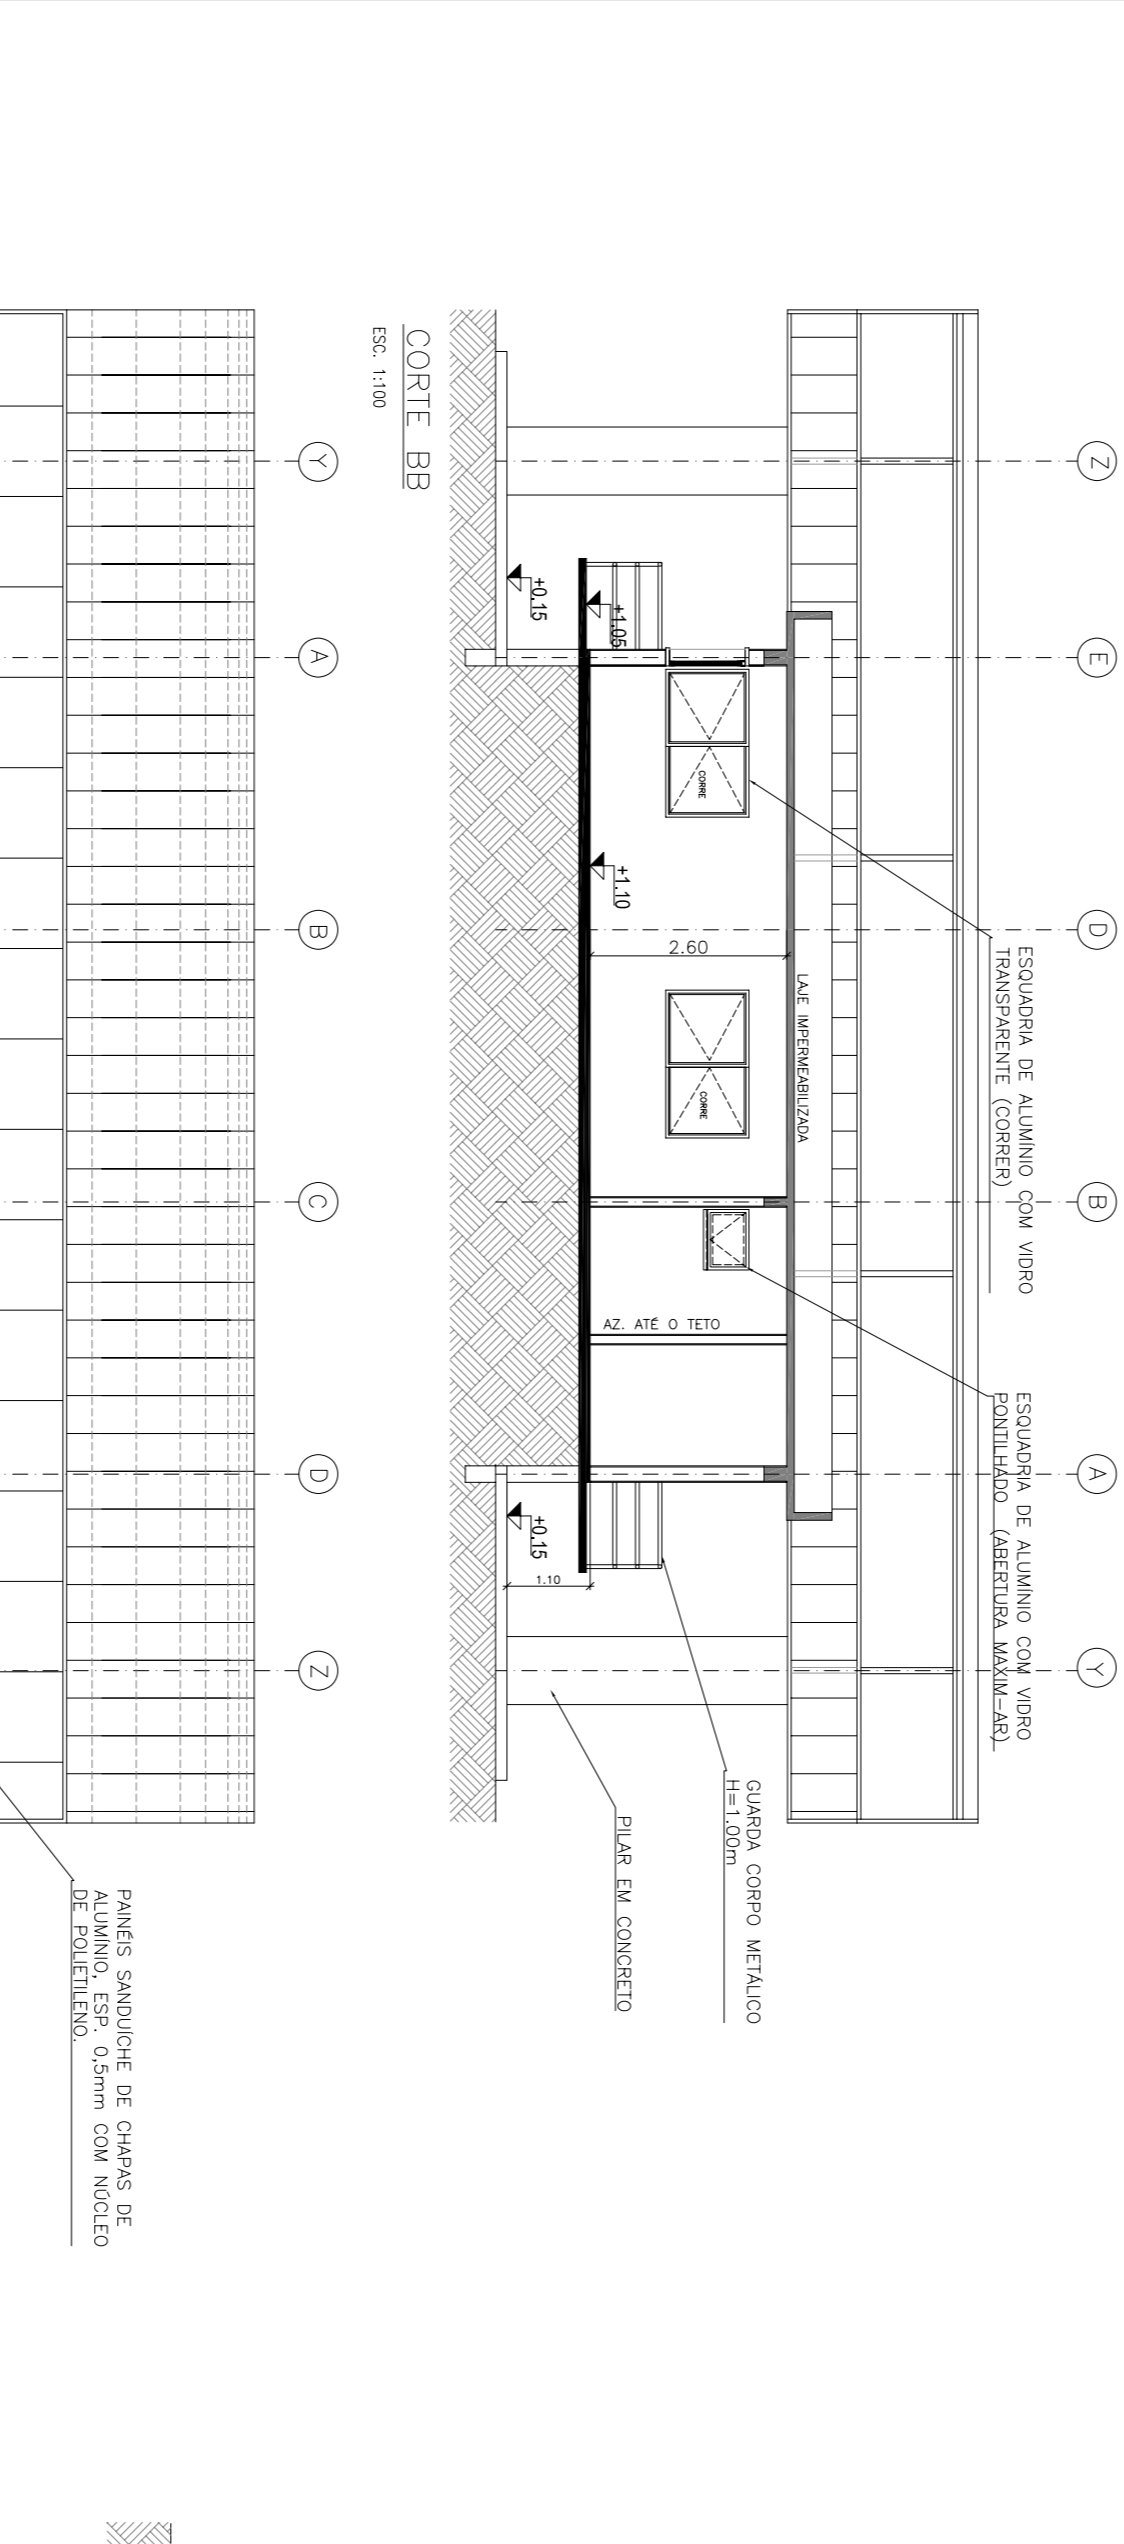 Z
E
D
B
A
Y
ESQUADRIA DE ALUMÍNIO COM VIDRO
TRANSPARENTE (CORRER)
ESQUADRIA DE ALUMÍNIO COM VIDRO
PONTILHADO (ABERTURA MAXIM-AR)
LAJE IMPERMEABILIZADA
GUARDA CORPO METÁLICO
H=1.00m
CORRE
CORRE
2.60
AZ. ATÉ O TETO
+1.05
+1.10
PILAR EM CONCRETO
+0.15
+0.15
1.10
CORTE BB
ESC. 1:100
Y
A
B
C
D
Z
PAINÉIS SANDUÍCHE DE CHAPAS DE
ALUMÍNIO, ESP. 0,5mm COM NÚCLEO
DE POLIETILENO.